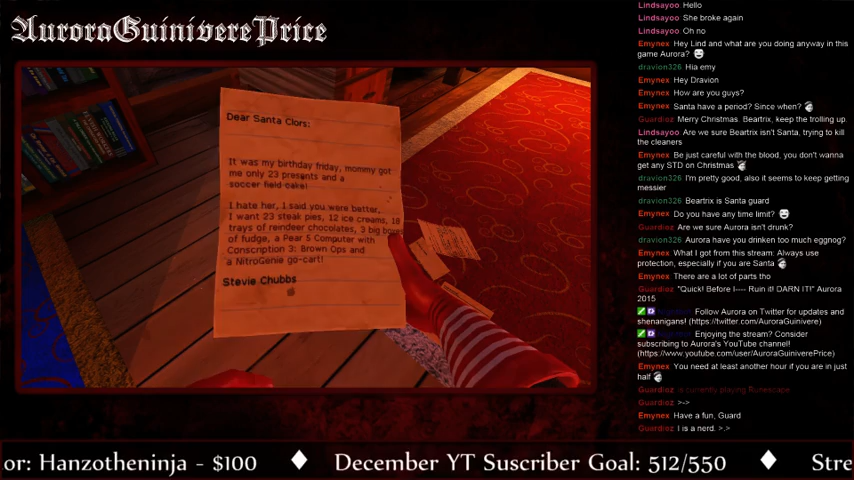 AuroraGuiniverePrice
Dear Santa Clors:
It was my birthday friday, mommy got
me only 23 presents and a
soccer field cake!
I hate her, I said you were better,
I want 23 steak pies, 12 ice creams, 18
trays of reindeer chocolates, 3 big boxes
of fudge, a Pear 5 Computer with
Conscription 3: Brown Ops and
a NitroGenie go-cart!
Stevie Chubbs
Lindsayoo Hello
Lindsayoo She broke again
Lindsayoo Oh no
Emynex Hey Lind and what are you doing anyway in this
game Aurora?
dravion326 Hia emy
Emynex Hey Dravion
Emynex How are you guys?
Emynex Santa have a period? Since when?
Guardioz Merry Christmas. Beartrix, keep the trolling up.
Lindsayoo Are we sure Beartrix isn't Santa, trying to kill
the cleaners
Emynex Be just careful with the blood, you don't wanna
get any STD on Christmas
dravion326 I'm pretty good, also it seems to keep getting
messier
dravion326 Beartrix is Santa guard
Emynex Do you have any time limit?
Guardioz Are we sure Aurora isn't drunk?
dravion326 Aurora have you drinken too much eggnog?
Emynex What I got from this stream: Always use
protection, especially if you are Santa
Emynex There are a lot of parts tho
Guardioz "Quick! Before I---- Ruin it! DARN IT!" Aurora
2015
Follow Aurora on Twitter for updates and
shenanigans! (https://twitter.com/AuroraGuinivere)
Enjoying the stream? Consider
subscribing to Aurora's YouTube channel!
(https://www.youtube.com/user/AuroraGuiniverePrice)
Emynex You need at least another hour if you are in just
half
Guardioz is currently playing Runescape
Guardioz >->
Emynex Have a fun, Guard
Guardioz I is a nerd. >.>
or: Hanzotheninja - $100 ♦ December YT Suscriber Goal: 512/550 ♦ Stre